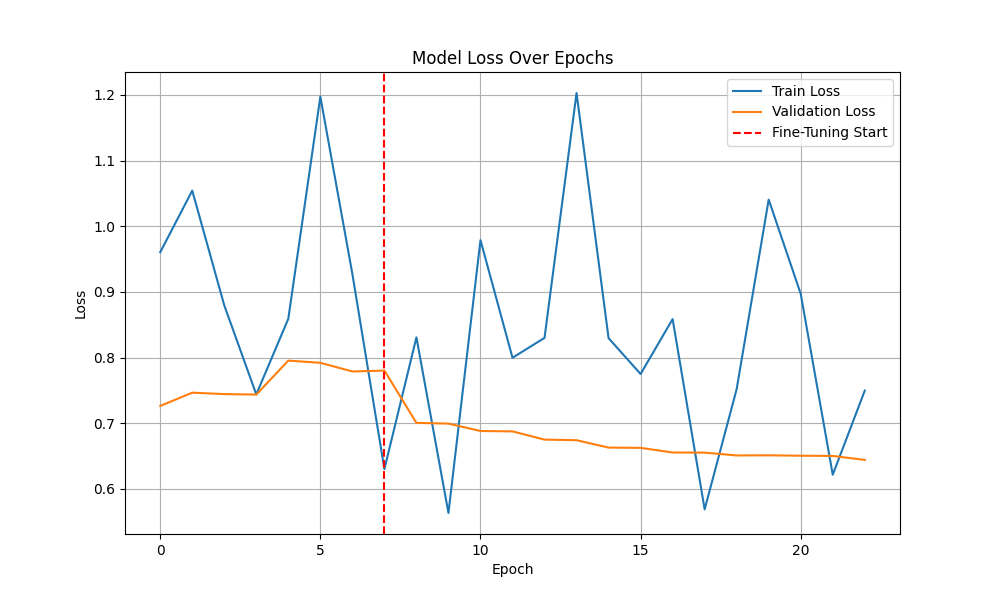 Model Loss Over Epochs
Train Loss
Validation Loss
Fine-Tuning Start
1.2
1.1
1.0
0.9
0.8
0.7
0.6
Loss
0 5 10 15 20
Epoch